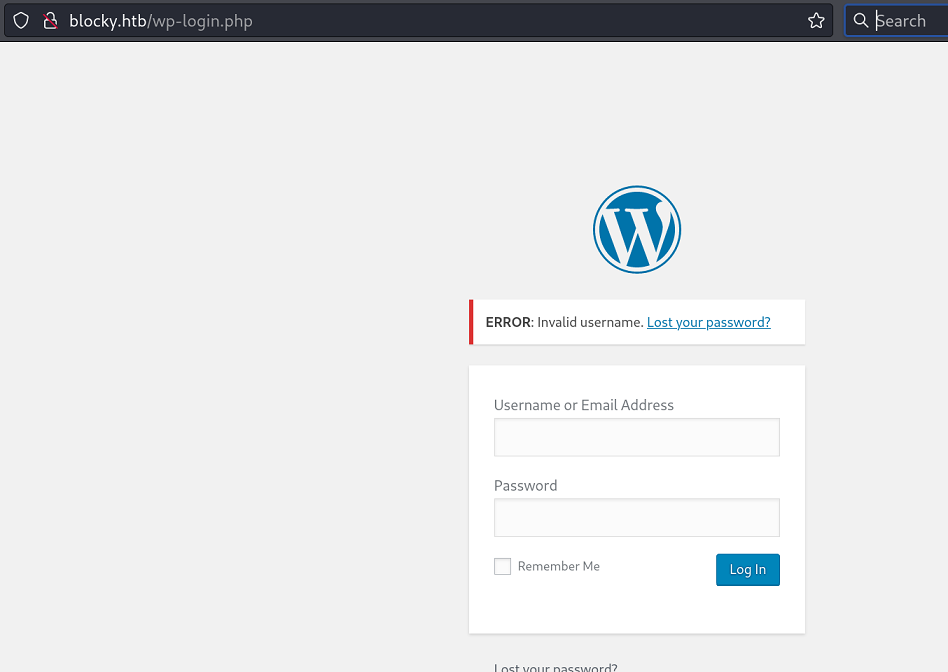 blocky.htb/wp-login.php
Search
ERROR: Invalid username. Lost your password?
Username or Email Address
Password
Remember Me
Log In
Lost your password?